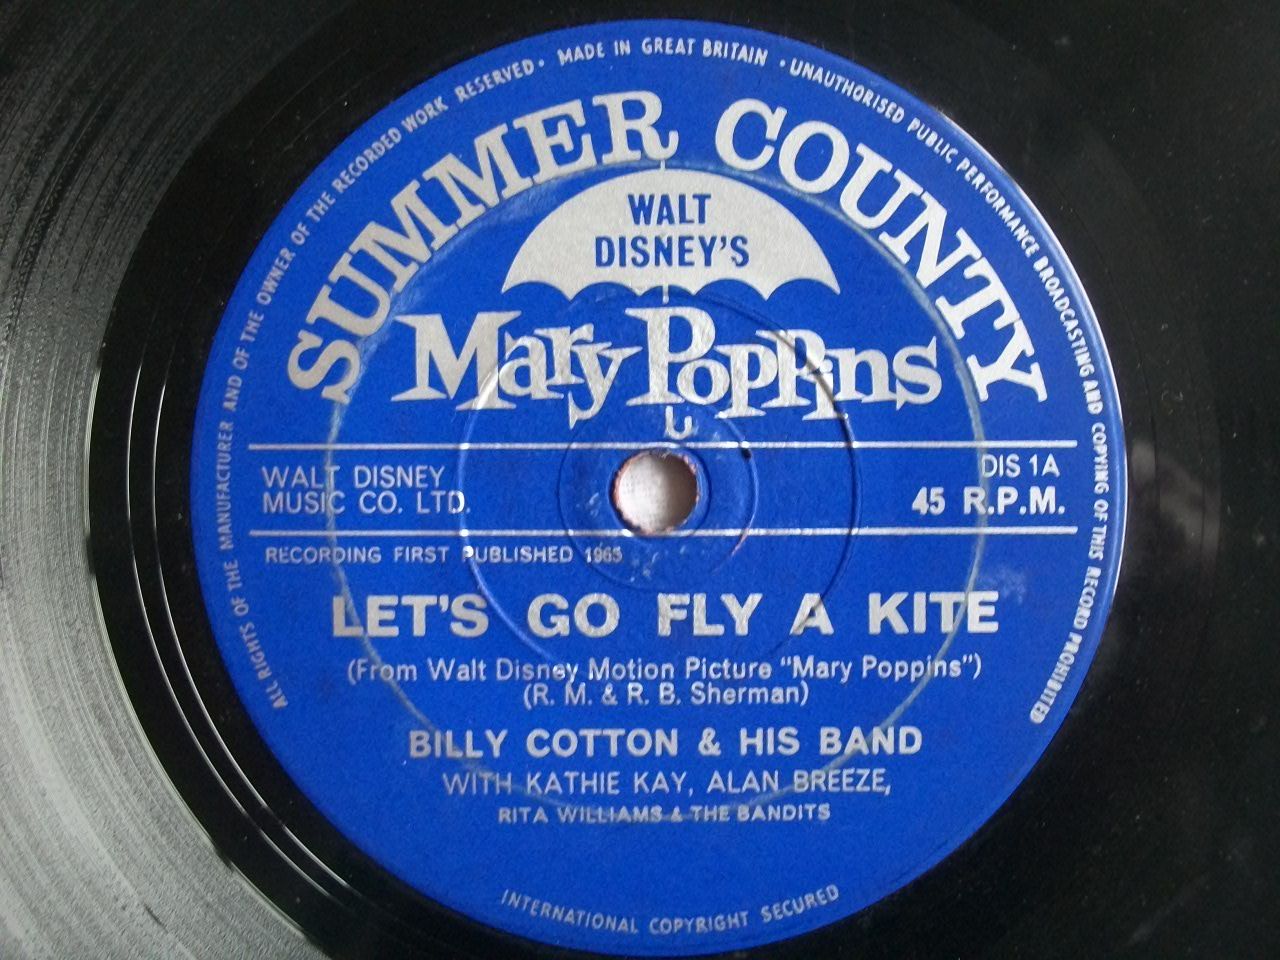 ALL RIGHTS OF THE MANUFACTURER AND OF THE OWNER OF THE RECORDED WORK RESERVED · MADE IN GREAT BRITAIN · UNAUTHORISED PUBLIC PERFORMANCE BROADCASTING AND COPYING OF THIS RECORD PROHIBITED
SUMMER COUNTY
WALT
DISNEY'S
Mary Poppins
WALT DISNEY
MUSIC CO. LTD.
DIS 1A
45 R.P.M.
RECORDING FIRST PUBLISHED 1965
LET'S GO FLY A KITE
(From Walt Disney Motion Picture "Mary Poppins")
(R. M. & R. B. Sherman)
BILLY COTTON & HIS BAND
WITH KATHIE KAY, ALAN BREEZE,
RITA WILLIAMS & THE BANDITS
INTERNATIONAL COPYRIGHT SECURED